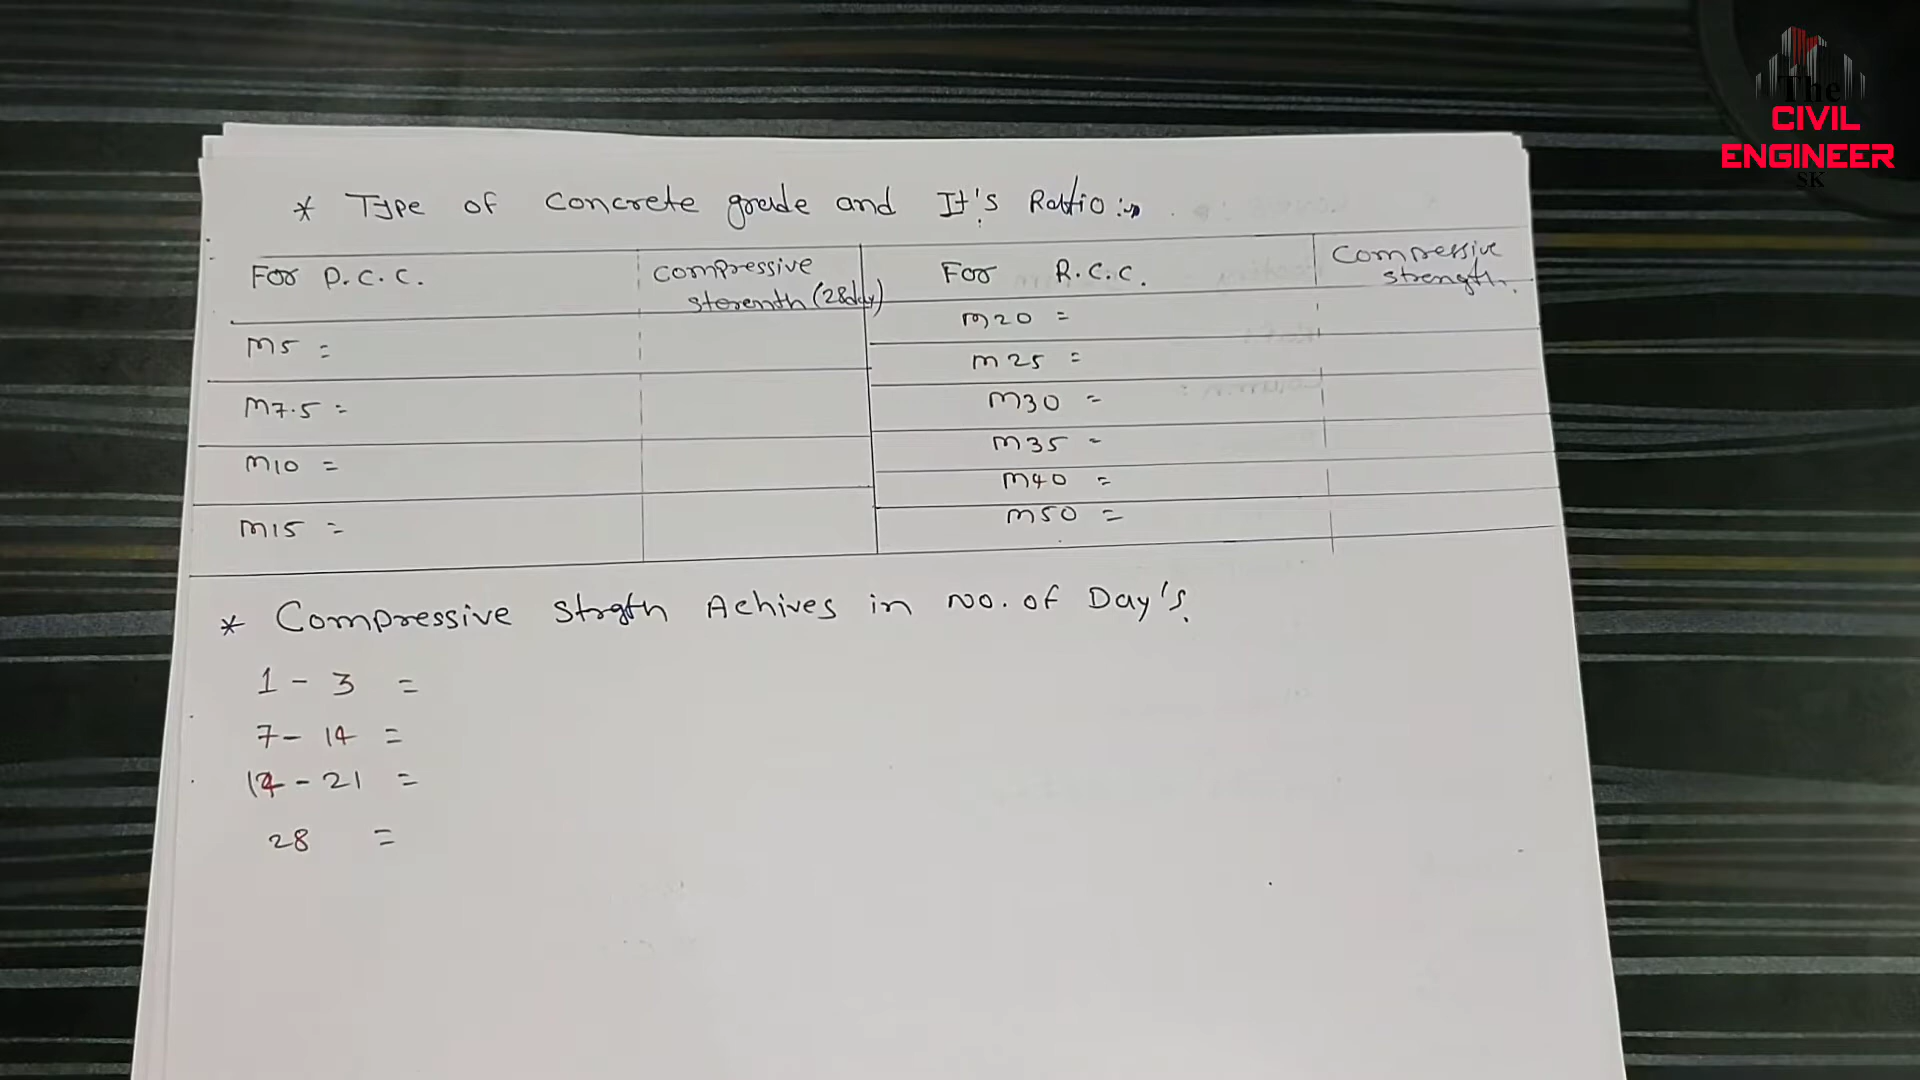 The
CIVIL
ENGINEER
SK
* Type of Concrete grade and It's Ratio:-
For P.C.C.
Compressive
sterenth (28day)
For R.C.C.
Compressive
strength.
M5 =
M7.5 =
M10 =
M15 =
M20 =
M25 =
M30 =
M35 =
M40 =
M50 =
* Compressive Strgth Achives in No. of Day's.
1 - 3 =
7 - 14 =
14 - 21 =
28 =